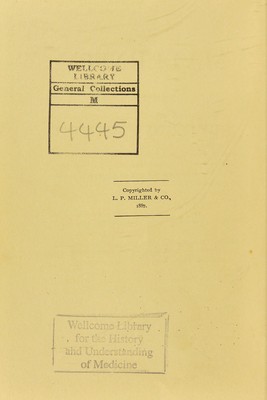 WELLCOME
LIBRARY
General Collections
M
4445
Copyrighted by
L. P. MILLER & CO.,
Wellcome Library
for the History
and Understanding
of Medicine